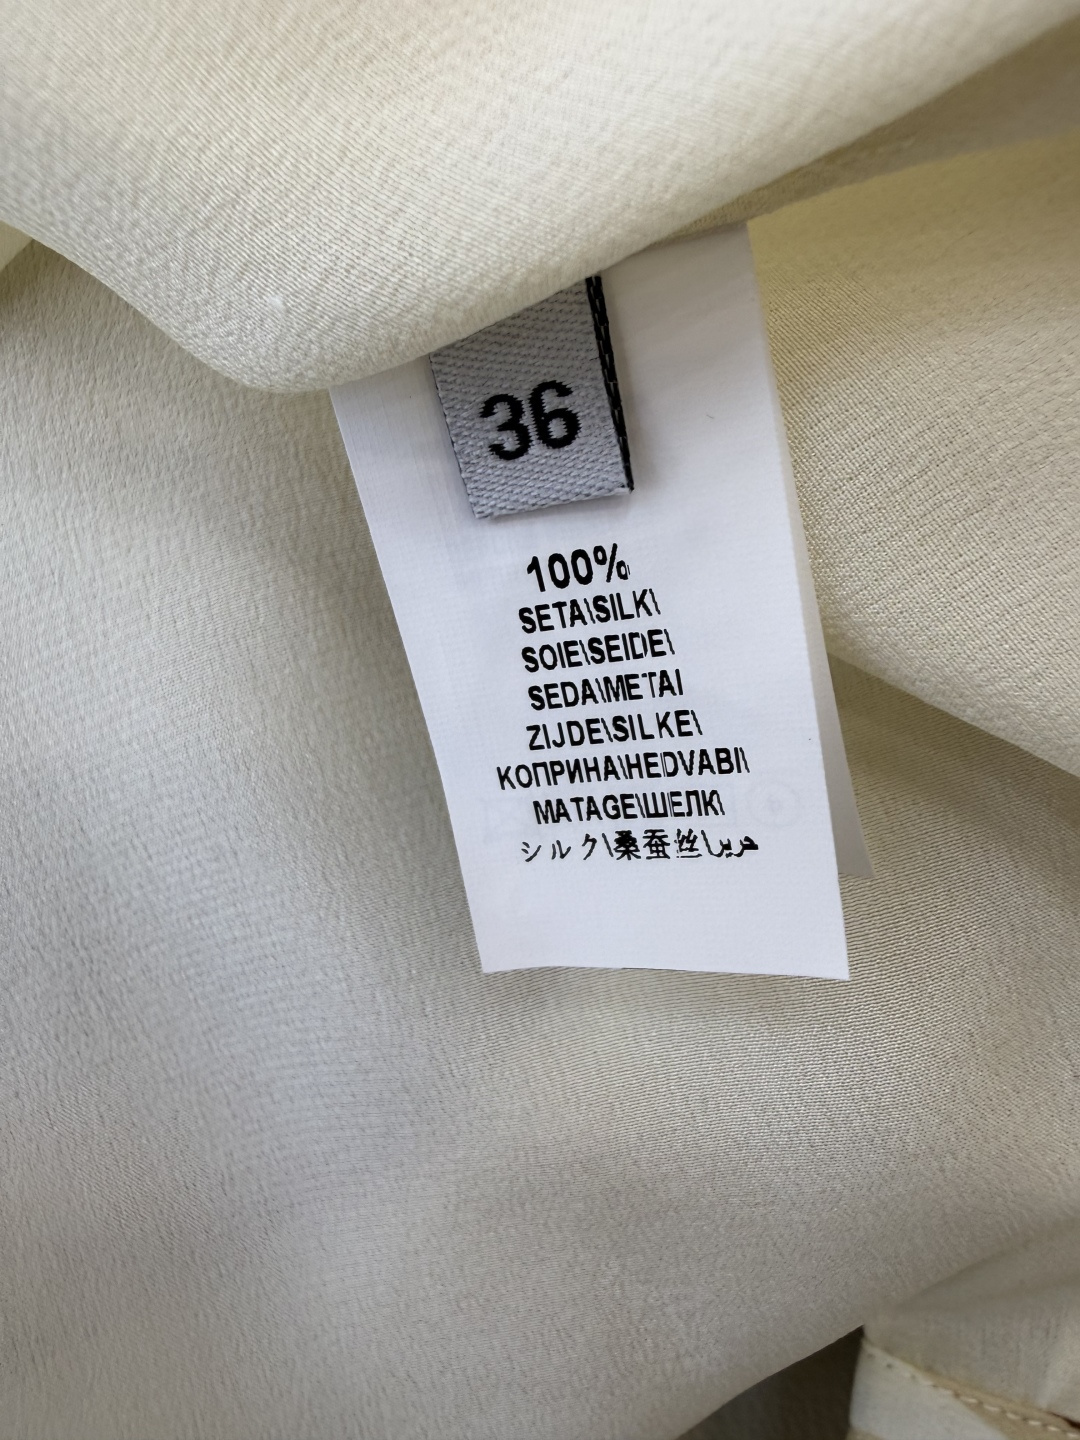 36
100%
SETA\SILK\
SOIE\SEIDE\
SEDA\METAI
ZIJDE\SILKE\
КОПРИНА\HEDVABI\
MATAGE\ШЕЛК\
シルク\桑蚕丝\حرير